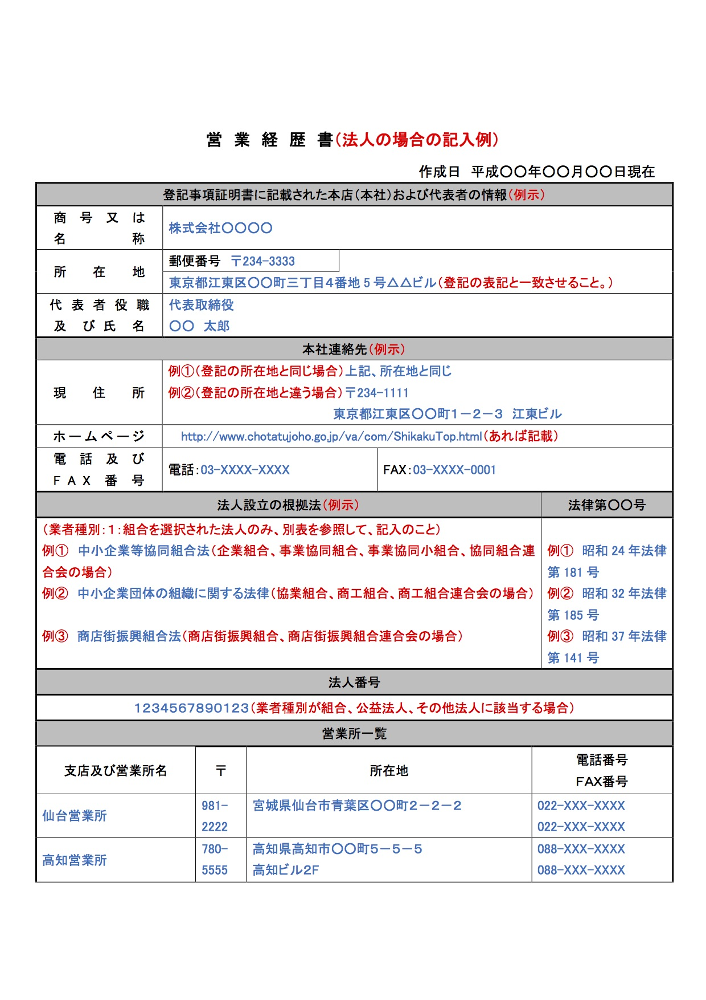 営業経歴書(法人の場合の記入例)
作成日 平成〇〇年〇〇月〇〇日現在
登記事項証明書に記載された本店(本社)および代表者の情報(例示)
商号又は
名称
株式会社〇〇〇〇
所在地
郵便番号 〒234-3333
東京都江東区〇〇町三丁目4番地5号△△ビル(登記の表記と一致させること。)
代表者役職
及び氏名
代表取締役
〇〇 太郎
本社連絡先(例示)
現住所
例①(登記の所在地と同じ場合)上記、所在地と同じ
例②(登記の所在地と違う場合)〒234-1111
東京都江東区〇〇町1-2-3 江東ビル
ホームページ
http://www.chotatujoho.go.jp/va/com/ShikakuTop.html(あれば記載)
電話及び
FAX番号
電話:03-XXXX-XXXX
FAX:03-XXXX-0001
法人設立の根拠法(例示)
法律第〇〇号
(業者種別:1:組合を選択された法人のみ、別表を参照して、記入のこと)
例① 中小企業等協同組合法(企業組合、事業協同組合、事業協同小組合、協同組合連
合会の場合)
例② 中小企業団体の組織に関する法律(協業組合、商工組合、商工組合連合会の場合)
例③ 商店街振興組合法(商店街振興組合、商店街振興組合連合会の場合)
例① 昭和24年法律
第181号
例② 昭和32年法律
第185号
例③ 昭和37年法律
第141号
法人番号
1234567890123(業者種別が組合、公益法人、その他法人に該当する場合)
営業所一覧
支店及び営業所名
〒
所在地
電話番号
FAX番号
仙台営業所
981-
2222
宮城県仙台市青葉区〇〇町2-2-2
022-XXX-XXXX
022-XXX-XXXX
高知営業所
780-
5555
高知県高知市〇〇町5-5-5
高知ビル2F
088-XXX-XXXX
088-XXX-XXXX